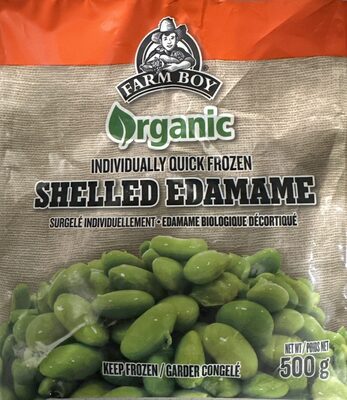 FARM BOY
Organic
INDIVIDUALLY QUICK FROZEN
SHELLED EDAMAME
SURGELÉ INDIVIDUELLEMENT • EDAMAME BIOLOGIQUE DÉCORTIQUÉ
NET WT / POIDS NET
500 g
KEEP FROZEN / GARDER CONGELÉ